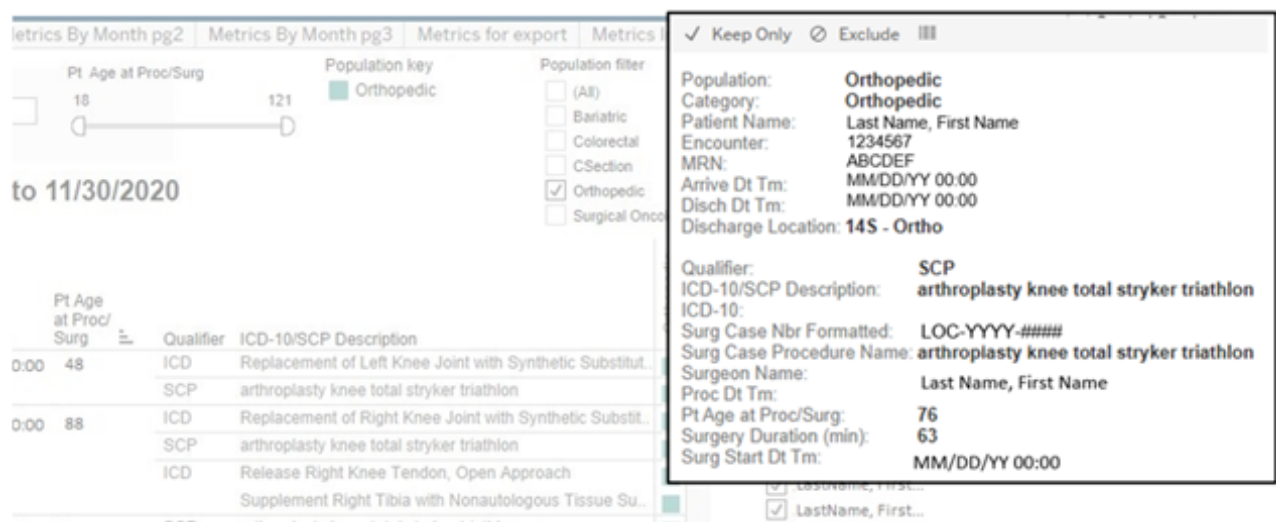 letrics By Month pg2 Metrics By Month pg3 Metrics for export Metrics
Pt Age at Proc/Surg
18 121
Population key
Orthopedic
Population filter
(All)
Bariatric
Colorectal
CSection
Orthopedic
Surgical Onco
to 11/30/2020
Pt Age
at Proc/
Surg Qualifier ICD-10/SCP Description
0:00 48 ICD Replacement of Left Knee Joint with Synthetic Substitut..
SCP arthroplasty knee total stryker triathlon
0:00 88 ICD Replacement of Right Knee Joint with Synthetic Substit..
SCP arthroplasty knee total stryker triathlon
ICD Release Right Knee Tendon, Open Approach
Supplement Right Tibia with Nonautologous Tissue Su..
Keep Only Exclude
Population: Orthopedic
Category: Orthopedic
Patient Name: Last Name, First Name
Encounter: 1234567
MRN: ABCDEF
Arrive Dt Tm: MM/DD/YY 00:00
Disch Dt Tm: MM/DD/YY 00:00
Discharge Location: 14S - Ortho
Qualifier: SCP
ICD-10/SCP Description: arthroplasty knee total stryker triathlon
ICD-10:
Surg Case Nbr Formatted: LOC-YYYY-####
Surg Case Procedure Name: arthroplasty knee total stryker triathlon
Surgeon Name: Last Name, First Name
Proc Dt Tm:
Pt Age at Proc/Surg: 76
Surgery Duration (min): 63
Surg Start Dt Tm: MM/DD/YY 00:00
LastName, First...
LastName, First...